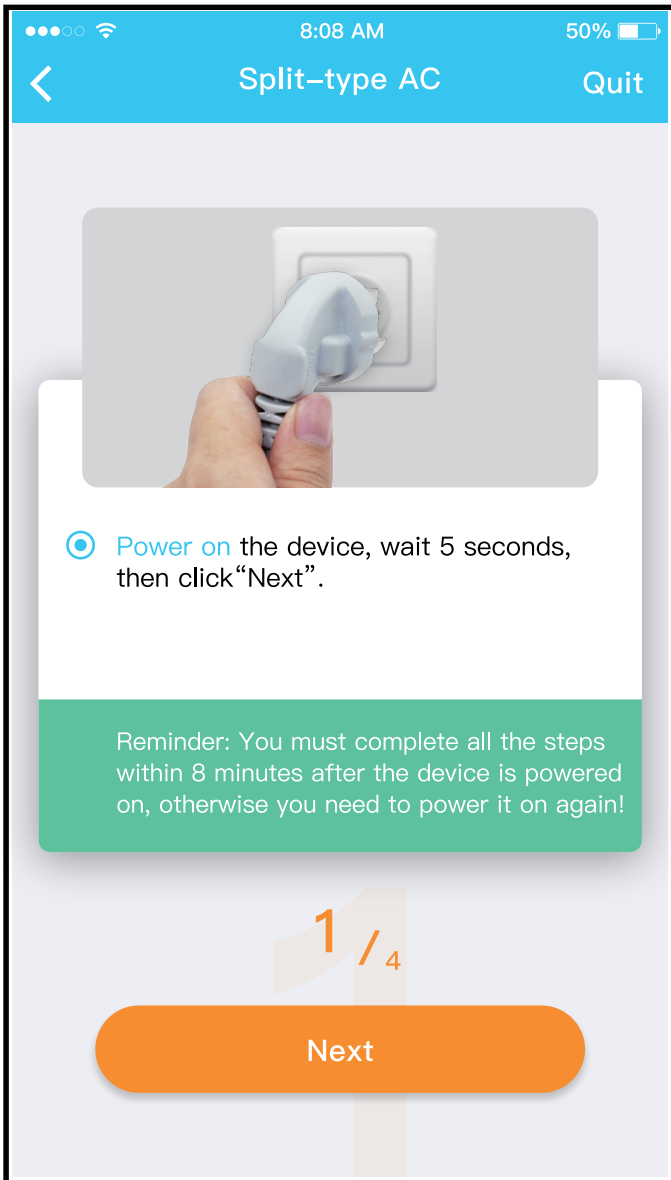 8:08 AM
50%
Split-type AC
Quit
Power on the device, wait 5 seconds,
then click“Next”.
Reminder: You must complete all the steps
within 8 minutes after the device is powered
on, otherwise you need to power it on again!
1
1 / 4
Next